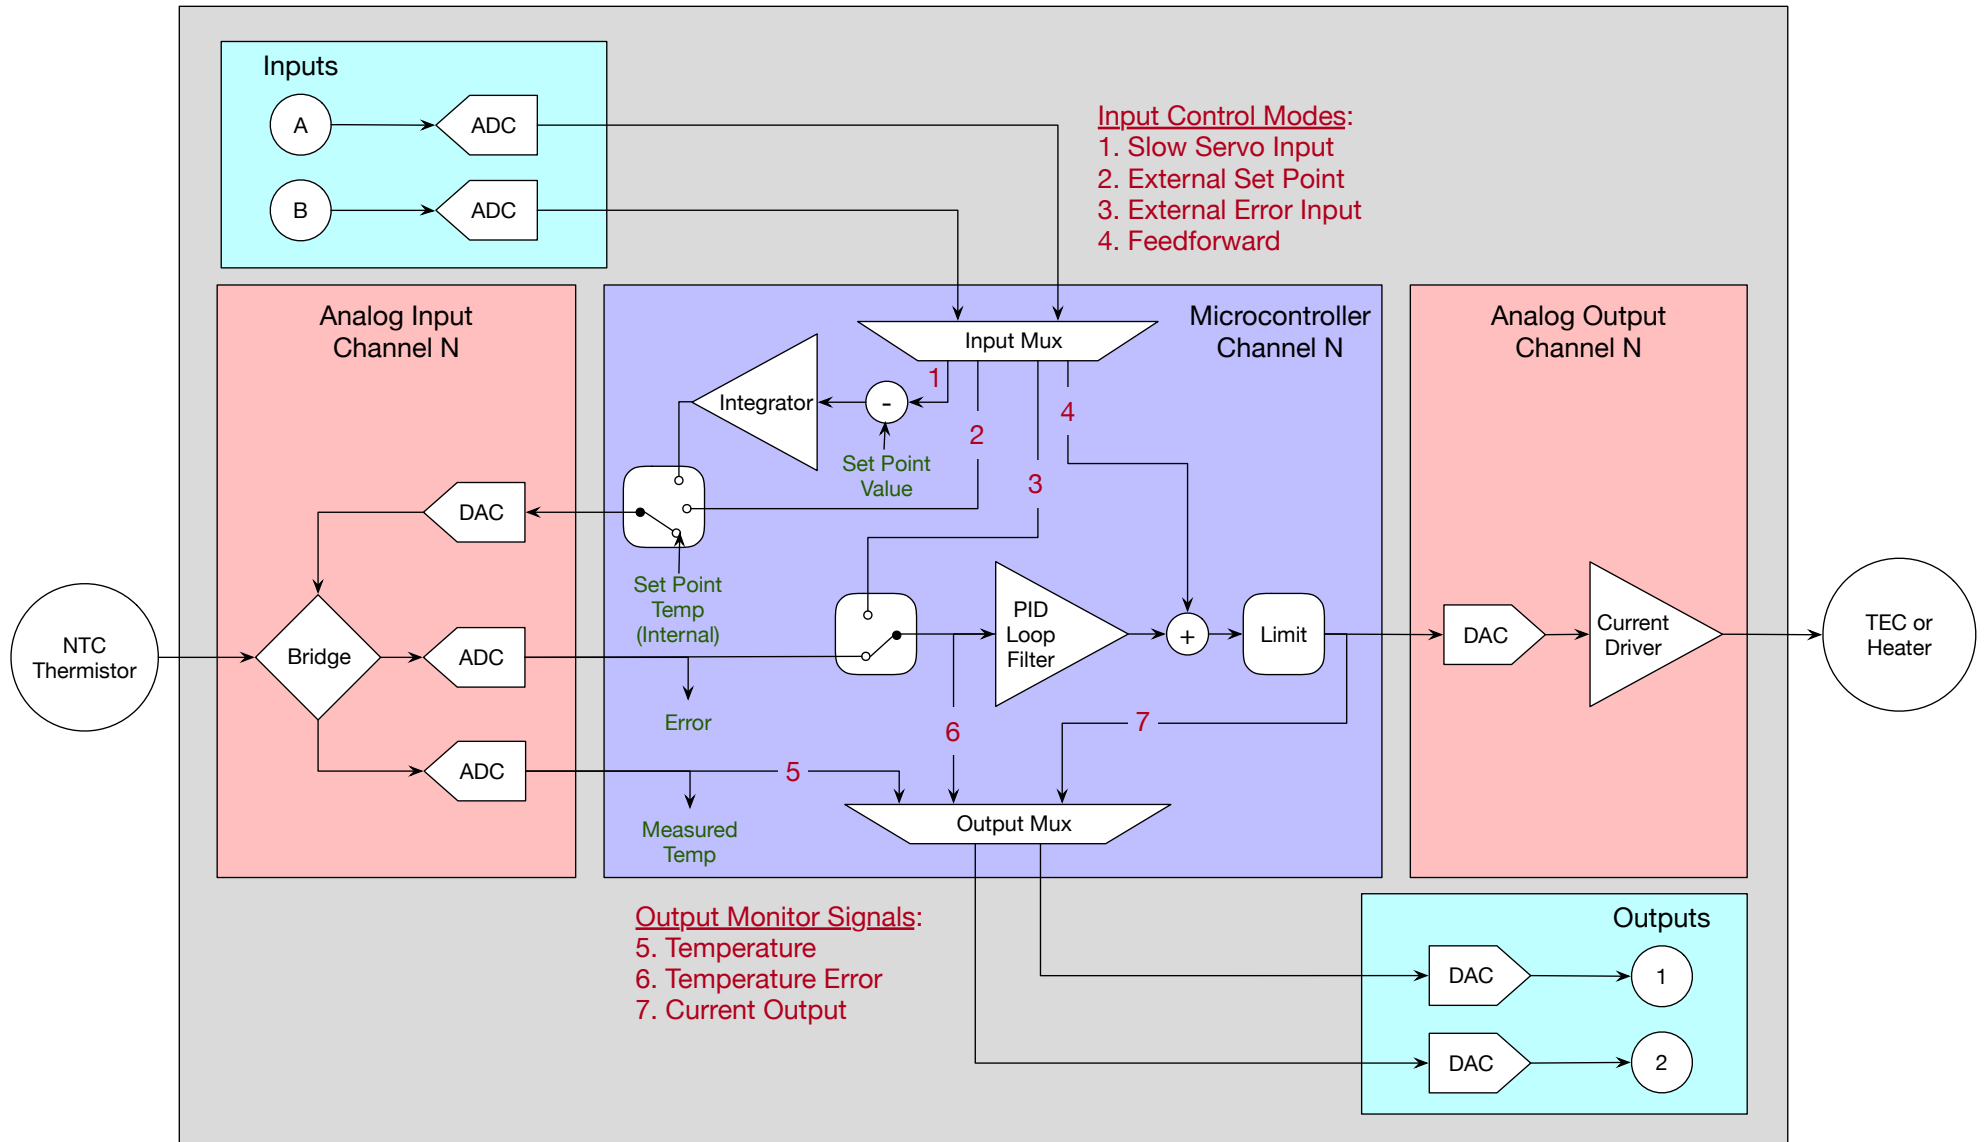 Inputs
A
ADC
B
ADC
Input Control Modes:
1. Slow Servo Input
2. External Set Point
3. External Error Input
4. Feedforward
Analog Input
Channel N
Microcontroller
Channel N
Analog Output
Channel N
Input Mux
1
Integrator
-
4
2
Set Point
Value
3
DAC
Set Point
Temp
(Internal)
NTC
Thermistor
Bridge
ADC
Error
PID
Loop
Filter
+
Limit
DAC
Current
Driver
TEC or
Heater
6
7
ADC
5
Measured
Temp
Output Mux
Output Monitor Signals:
5. Temperature
6. Temperature Error
7. Current Output
Outputs
DAC
1
DAC
2